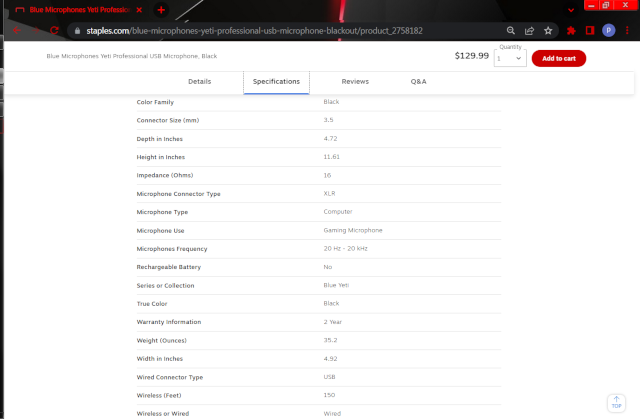 Blue Microphones Yeti Professio
staples.com/blue-microphones-yeti-professional-usb-microphone-blackout/product_2758182
P
Blue Microphones Yeti Professional USB Microphone, Black
$129.99
Quantity
1
Add to cart
Details Specifications Reviews Q&A
Color Family Black
Connector Size (mm) 3.5
Depth in Inches 4.72
Height in Inches 11.61
Impedance (Ohms) 16
Microphone Connector Type XLR
Microphone Type Computer
Microphone Use Gaming Microphone
Microphones Frequency 20 Hz - 20 kHz
Rechargeable Battery No
Series or Collection Blue Yeti
True Color Black
Warranty Information 2 Year
Weight (Ounces) 35.2
Width in Inches 4.92
Wired Connector Type USB
Wireless (Feet) 150
Wireless or Wired Wired
TOP